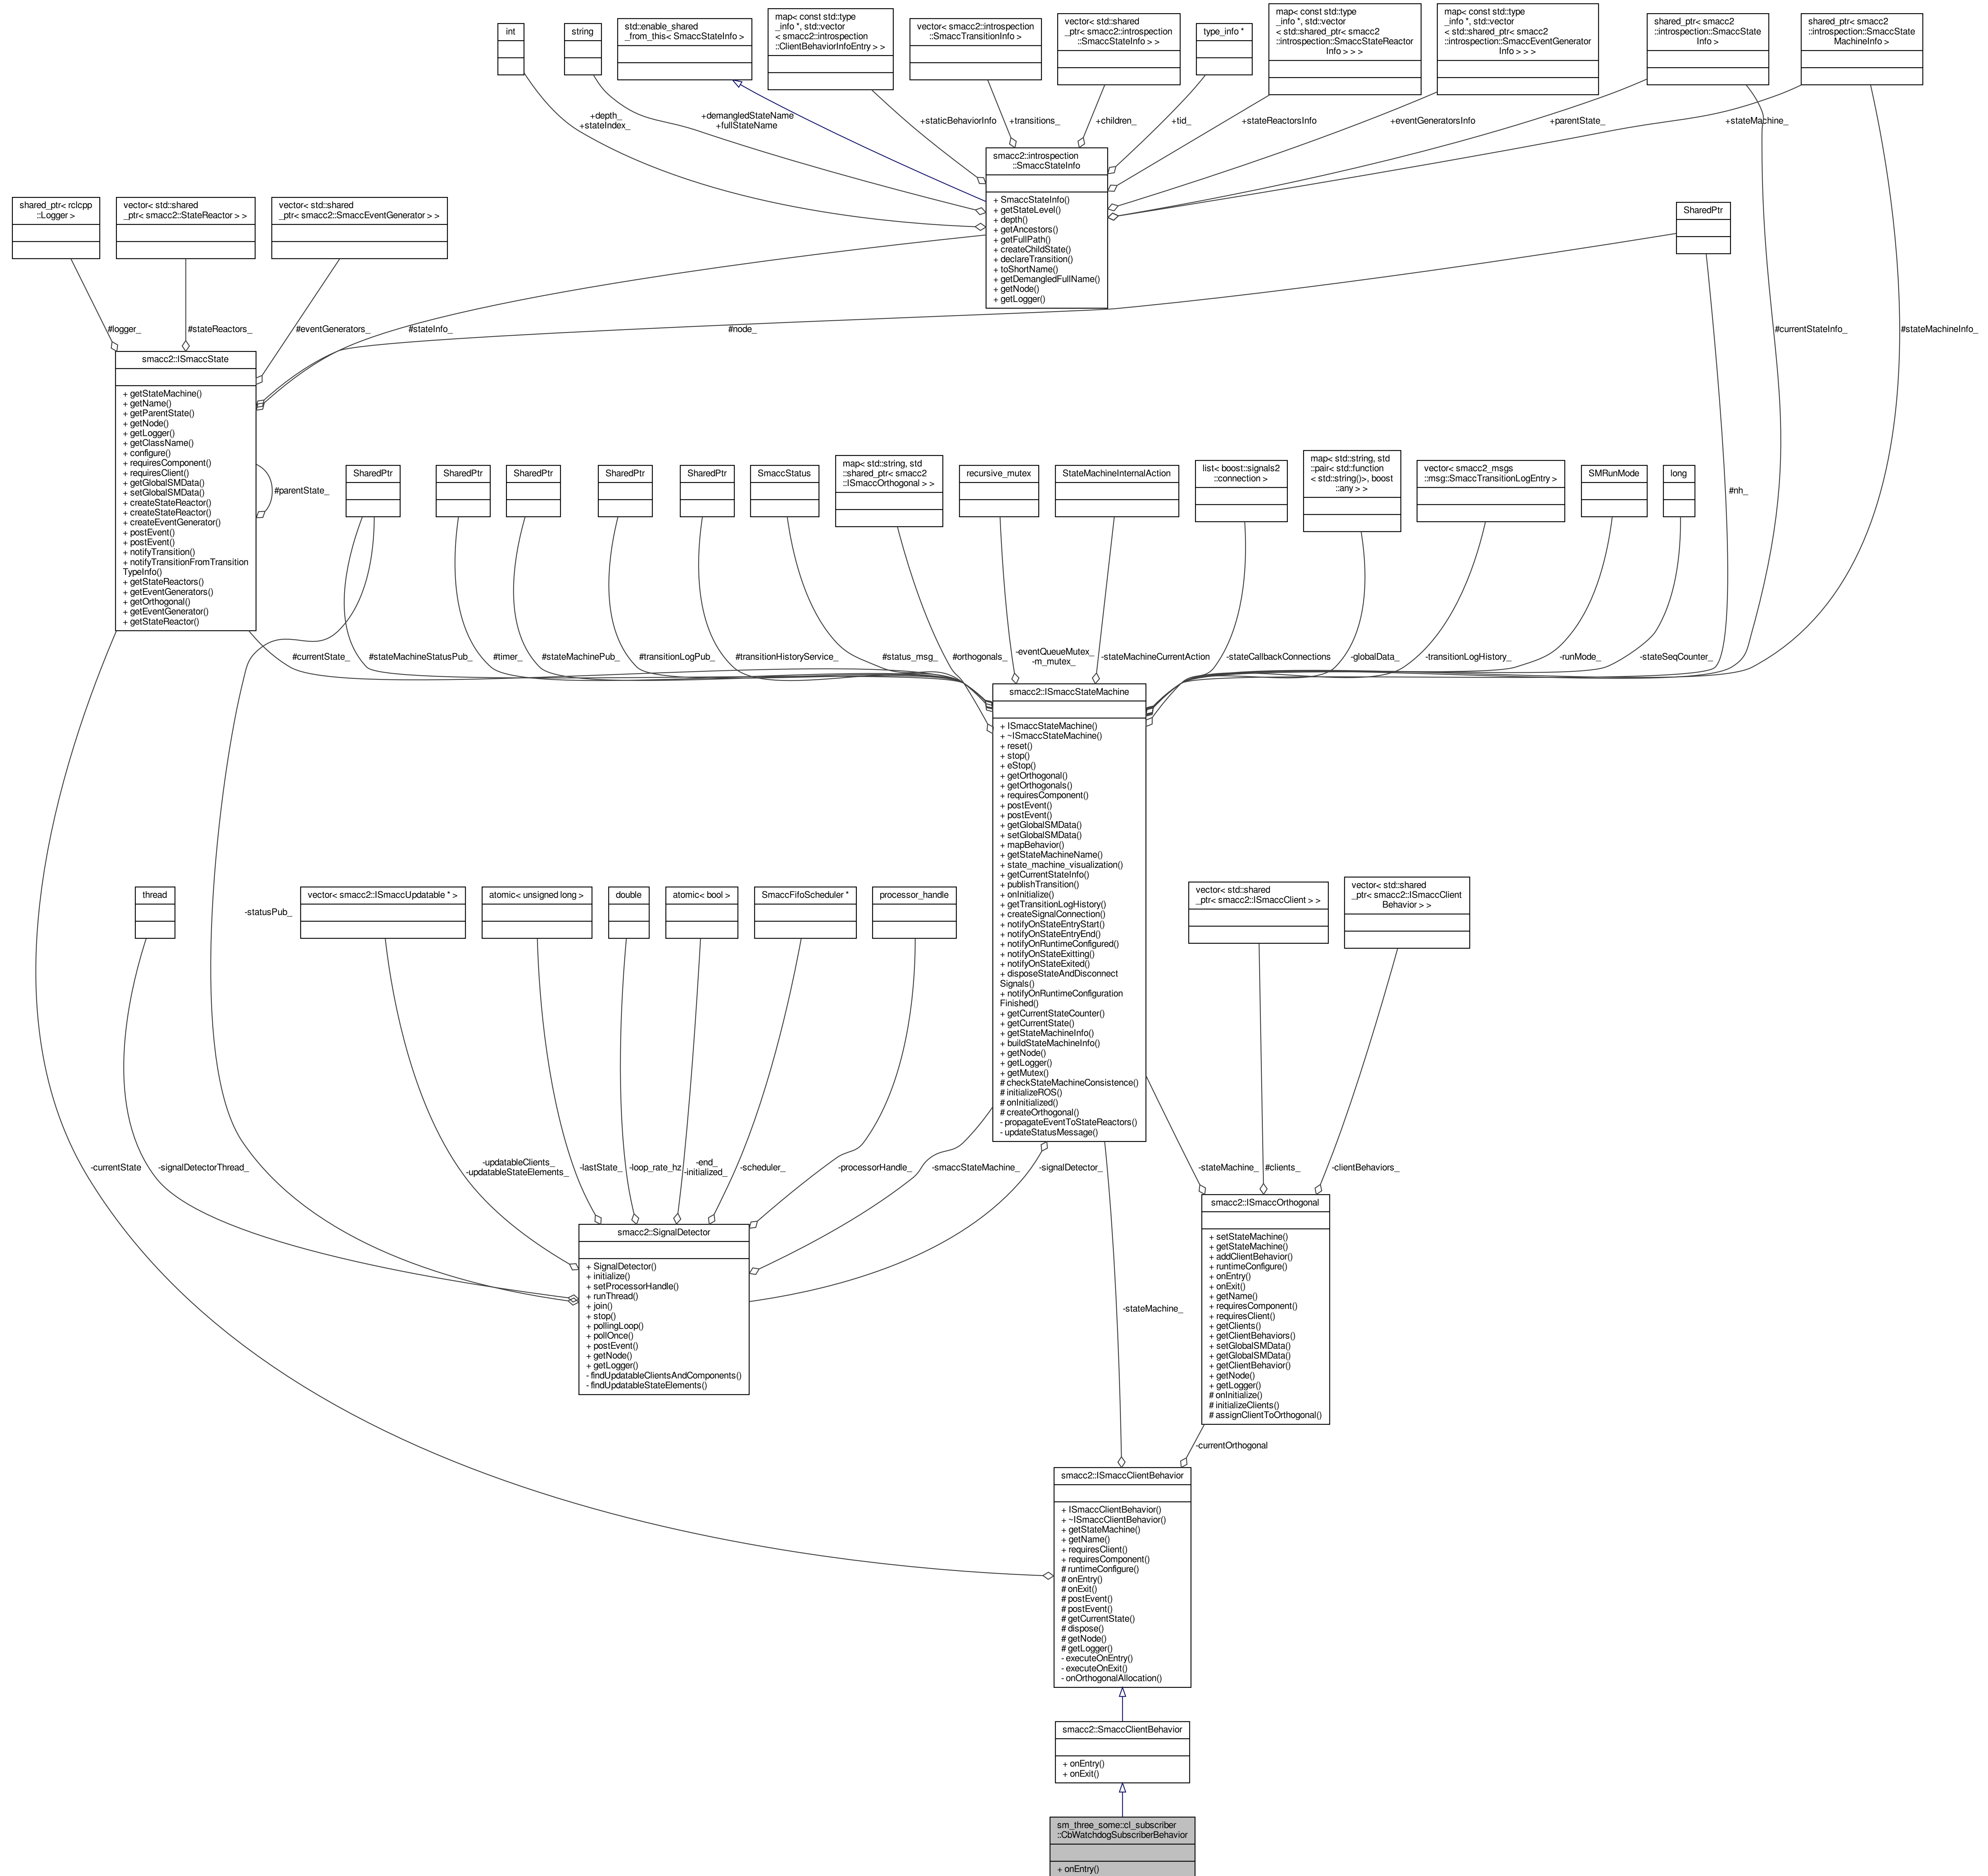 int
string
std::enable_shared
_from_this< SmaccStateInfo >
map< const std::type
_info *, std::vector
< smacc2::introspection
::ClientBehaviorInfoEntry > >
vector< smacc2::introspection
::SmaccTransitionInfo >
vector< std::shared
_ptr< smacc2::introspection
::SmaccStateInfo > >
type_info *
map< const std::type
_info *, std::vector
< std::shared_ptr< smacc2
::introspection::SmaccStateReactor
Info > > >
map< const std::type
_info *, std::vector
< std::shared_ptr< smacc2
::introspection::SmaccEventGenerator
Info > > >
shared_ptr< smacc2
::introspection::SmaccState
Info >
shared_ptr< smacc2
::introspection::SmaccState
MachineInfo >
+depth_
+stateIndex_
+demangledStateName
+fullStateName
+staticBehaviorInfo
+transitions_
+children_
+tid_
+stateReactorsInfo
+eventGeneratorsInfo
+parentState_
+stateMachine_
smacc2::introspection
::SmaccStateInfo
+ SmaccStateInfo()
+ getStateLevel()
+ depth()
+ getAncestors()
+ getFullPath()
+ createChildState()
+ declareTransition()
+ toShortName()
+ getDemangledFullName()
+ getNode()
+ getLogger()
shared_ptr< rclcpp
::Logger >
vector< std::shared
_ptr< smacc2::StateReactor > >
vector< std::shared
_ptr< smacc2::SmaccEventGenerator > >
SharedPtr
#logger_
#stateReactors_
#eventGenerators_
#stateInfo_
#node_
#currentStateInfo_
#stateMachineInfo_
smacc2::ISmaccState
+ getStateMachine()
+ getName()
+ getParentState()
+ getNode()
+ getLogger()
+ getClassName()
+ configure()
+ requiresComponent()
+ requiresClient()
+ getGlobalSMData()
+ setGlobalSMData()
+ createStateReactor()
+ createStateReactor()
+ createEventGenerator()
+ postEvent()
+ postEvent()
+ notifyTransition()
+ notifyTransitionFromTransition
TypeInfo()
+ getStateReactors()
+ getEventGenerators()
+ getOrthogonal()
+ getEventGenerator()
+ getStateReactor()
#parentState_
SharedPtr
SharedPtr
SharedPtr
SharedPtr
SharedPtr
SmaccStatus
map< std::string, std
::shared_ptr< smacc2
::ISmaccOrthogonal > >
recursive_mutex
StateMachineInternalAction
list< boost::signals2
::connection >
map< std::string, std
::pair< std::function
< std::string()>, boost
::any > >
vector< smacc2_msgs
::msg::SmaccTransitionLogEntry >
SMRunMode
long
#nh_
#currentState_
#stateMachineStatusPub_
#timer_
#stateMachinePub_
#transitionLogPub_
#transitionHistoryService_
#status_msg_
#orthogonals_
-eventQueueMutex_
-m_mutex_
-stateMachineCurrentAction
-stateCallbackConnections
-globalData_
-transitionLogHistory_
-runMode_
-stateSeqCounter_
smacc2::ISmaccStateMachine
+ ISmaccStateMachine()
+ ~ISmaccStateMachine()
+ reset()
+ stop()
+ eStop()
+ getOrthogonal()
+ getOrthogonals()
+ requiresComponent()
+ postEvent()
+ postEvent()
+ getGlobalSMData()
+ setGlobalSMData()
+ mapBehavior()
+ getStateMachineName()
+ state_machine_visualization()
+ getCurrentStateInfo()
+ publishTransition()
+ onInitialize()
+ getTransitionLogHistory()
+ createSignalConnection()
+ notifyOnStateEntryStart()
+ notifyOnStateEntryEnd()
+ notifyOnRuntimeConfigured()
+ notifyOnStateExitting()
+ notifyOnStateExited()
+ disposeStateAndDisconnect
Signals()
+ notifyOnRuntimeConfiguration
Finished()
+ getCurrentStateCounter()
+ getCurrentState()
+ getStateMachineInfo()
+ buildStateMachineInfo()
+ getNode()
+ getLogger()
+ getMutex()
# checkStateMachineConsistence()
# initializeROS()
# onInitialized()
# createOrthogonal()
- propagateEventToStateReactors()
- updateStatusMessage()
thread
-statusPub_
vector< smacc2::ISmaccUpdatable * >
atomic< unsigned long >
double
atomic< bool >
SmaccFifoScheduler *
processor_handle
vector< std::shared
_ptr< smacc2::ISmaccClient > >
vector< std::shared
_ptr< smacc2::ISmaccClient
Behavior > >
-currentState
-signalDetectorThread_
-updatableClients_
-updatableStateElements_
-lastState_
-loop_rate_hz
-end_
-initialized_
-scheduler_
-processorHandle_
-smaccStateMachine_
-signalDetector_
-stateMachine_
#clients_
-clientBehaviors_
smacc2::SignalDetector
+ SignalDetector()
+ initialize()
+ setProcessorHandle()
+ runThread()
+ join()
+ stop()
+ pollingLoop()
+ pollOnce()
+ postEvent()
+ getNode()
+ getLogger()
- findUpdatableClientsAndComponents()
- findUpdatableStateElements()
smacc2::ISmaccOrthogonal
+ setStateMachine()
+ getStateMachine()
+ addClientBehavior()
+ runtimeConfigure()
+ onEntry()
+ onExit()
+ getName()
+ requiresComponent()
+ requiresClient()
+ getClients()
+ getClientBehaviors()
+ setGlobalSMData()
+ getGlobalSMData()
+ getClientBehavior()
+ getNode()
+ getLogger()
# onInitialize()
# initializeClients()
# assignClientToOrthogonal()
-stateMachine_
-currentOrthogonal
smacc2::ISmaccClientBehavior
+ ISmaccClientBehavior()
+ ~ISmaccClientBehavior()
+ getStateMachine()
+ getName()
+ requiresClient()
+ requiresComponent()
# runtimeConfigure()
# onEntry()
# onExit()
# postEvent()
# postEvent()
# getCurrentState()
# dispose()
# getNode()
# getLogger()
- executeOnEntry()
- executeOnExit()
- onOrthogonalAllocation()
smacc2::SmaccClientBehavior
+ onEntry()
+ onExit()
sm_three_some::cl_subscriber
::CbWatchdogSubscriberBehavior
+ onEntry()